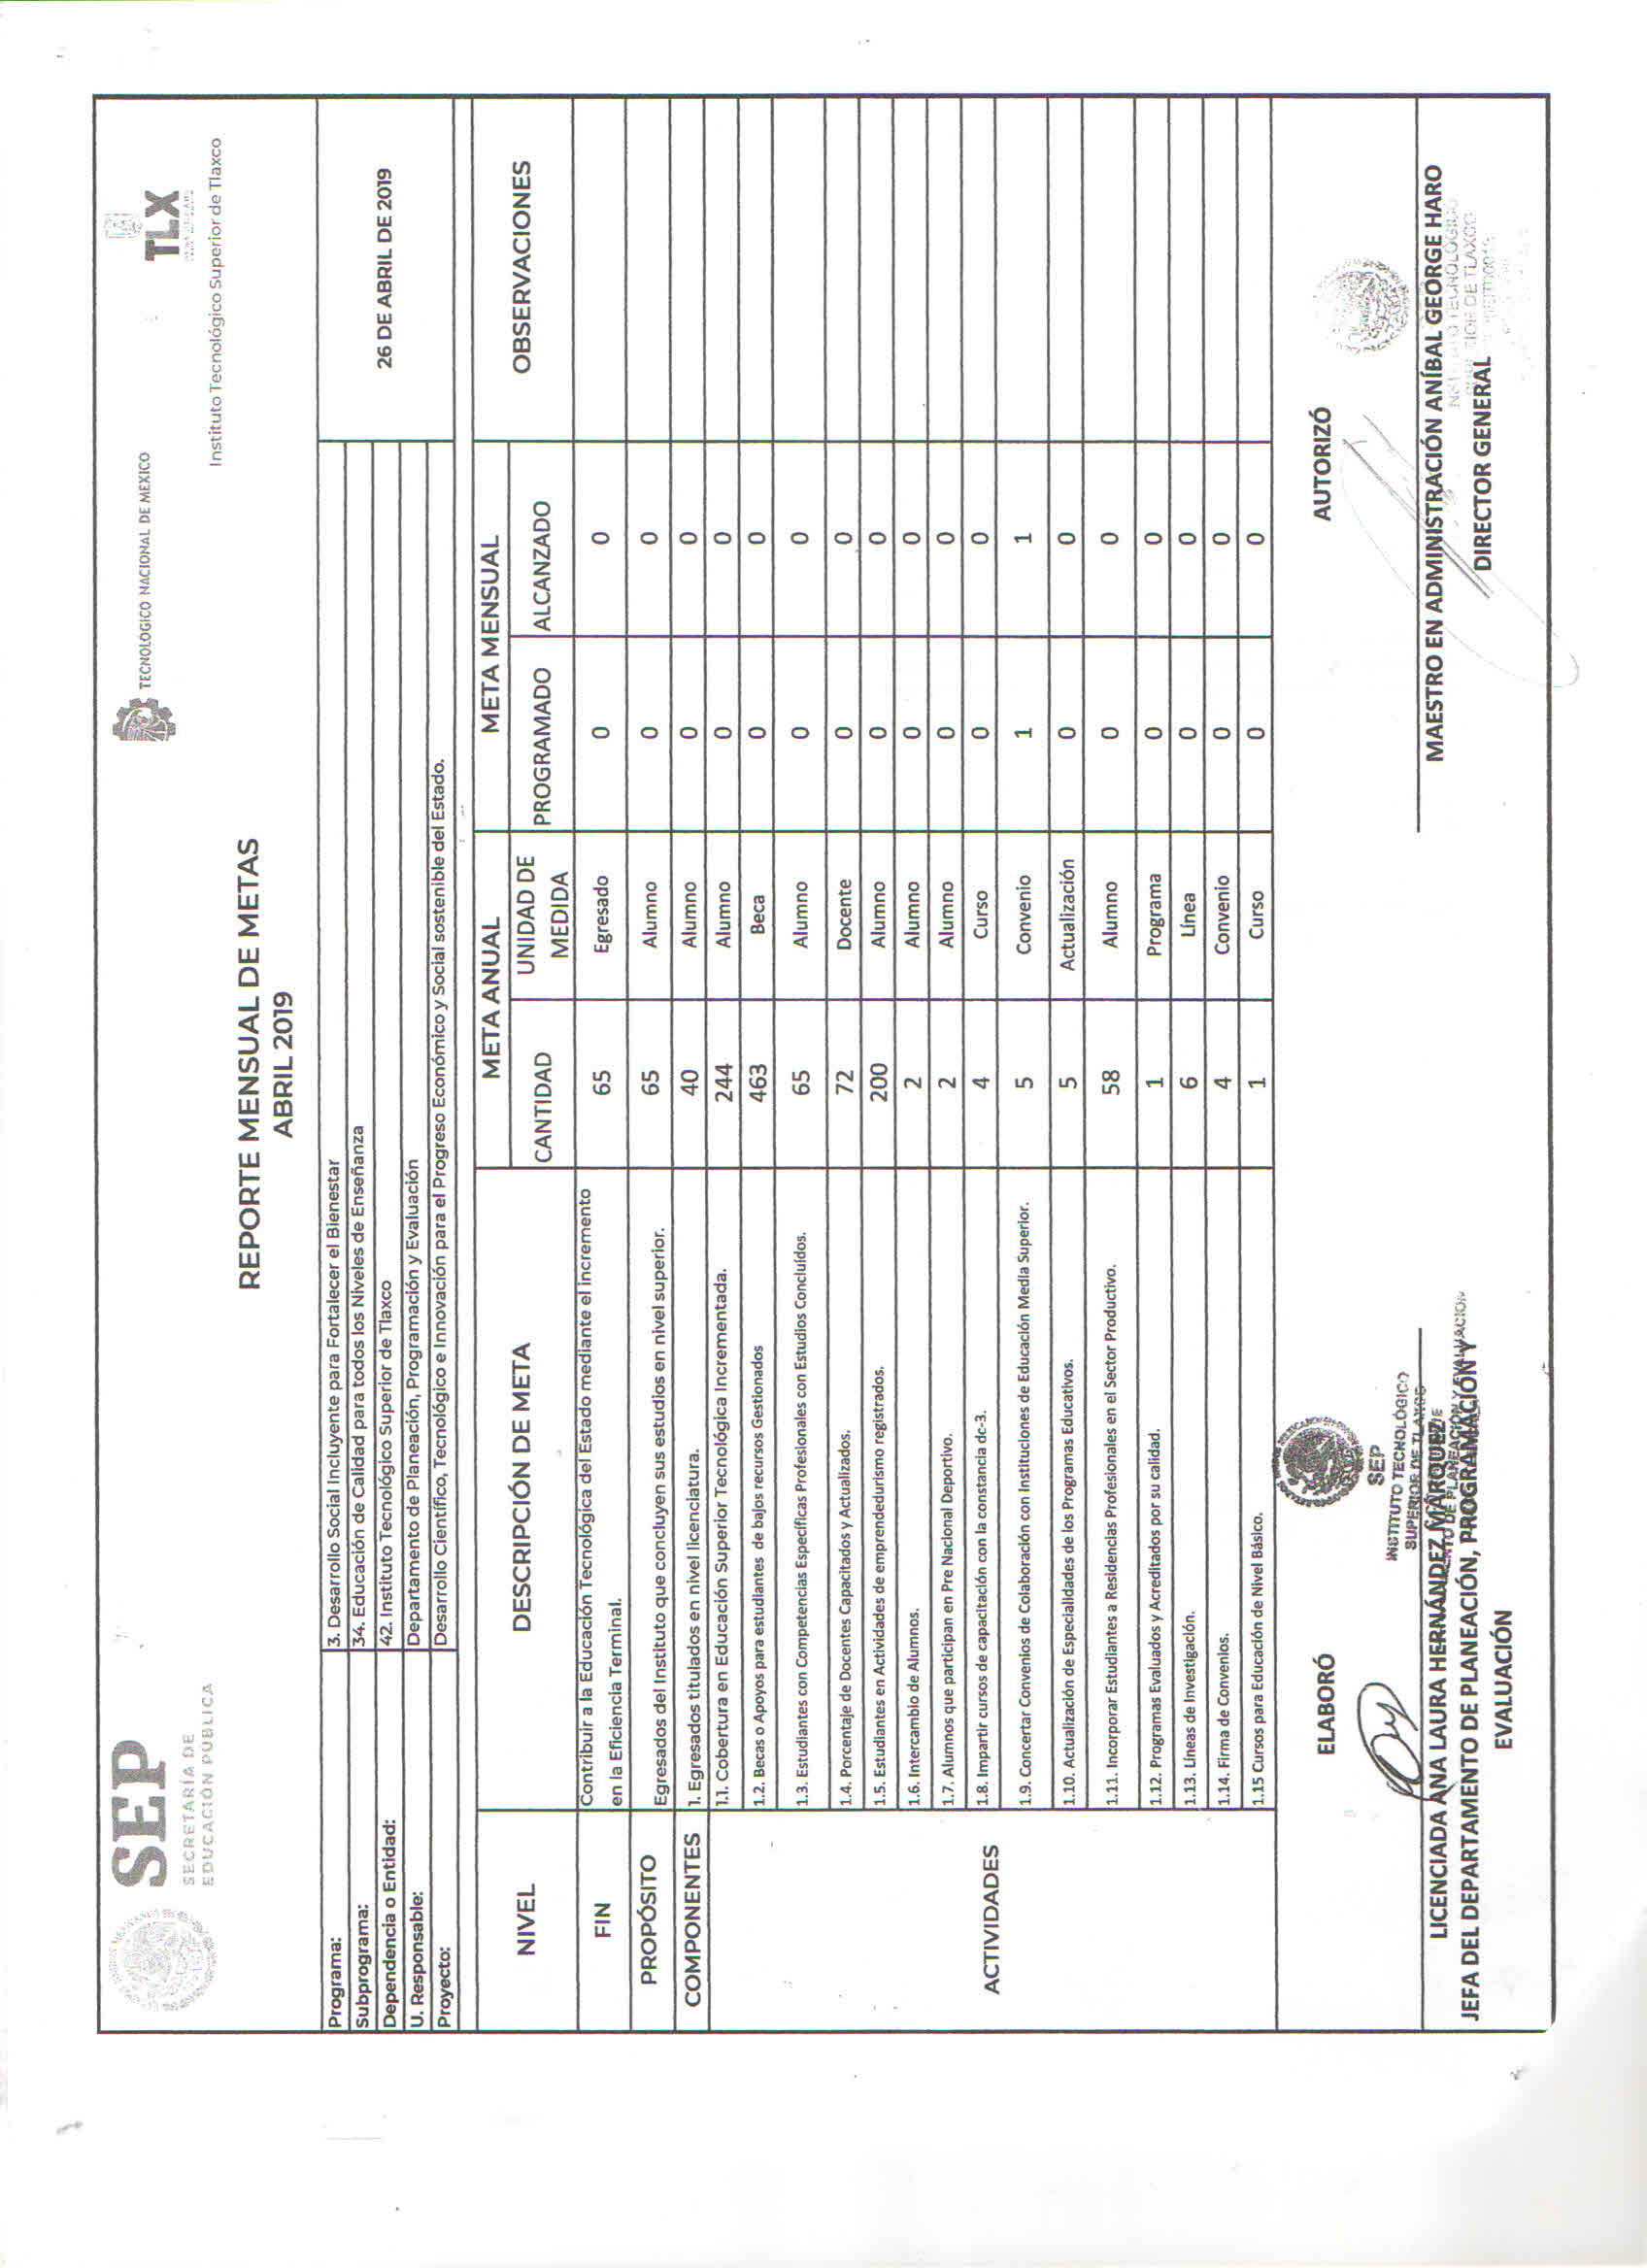 SEP
SECRETARÍA DE
EDUCACIÓN PÚBLICA
TECNOLÓGICO NACIONAL DE MEXICO
TLX
Instituto Tecnológico Superior de Tlaxco
REPORTE MENSUAL DE METAS
ABRIL 2019
Programa: 3. Desarrollo Social Incluyente para Fortalecer el Bienestar
Subprograma: 34. Educación de Calidad para todos los Niveles de Enseñanza
Dependencia o Entidad: 42. Instituto Tecnológico Superior de Tlaxco
U. Responsable: Departamento de Planeación, Programación y Evaluación
Proyecto: Desarrollo Científico, Tecnológico e Innovación para el Progreso Económico y Social sostenible del Estado.
26 DE ABRIL DE 2019
NIVEL DESCRIPCIÓN DE META META ANUAL META MENSUAL OBSERVACIONES
CANTIDAD UNIDAD DE MEDIDA PROGRAMADO ALCANZADO
FIN Contribuir a la Educación Tecnológica del Estado mediante el incremento
en la Eficiencia Terminal. 65 Egresado 0 0
PROPÓSITO Egresados del Instituto que concluyen sus estudios en nivel superior. 65 Alumno 0 0
COMPONENTES 1. Egresados titulados en nivel licenciatura. 40 Alumno 0 0
ACTIVIDADES
1.1. Cobertura en Educación Superior Tecnológica Incrementada. 244 Alumno 0 0
1.2. Becas o Apoyos para estudiantes de bajos recursos Gestionados 463 Beca 0 0
1.3. Estudiantes con Competencias Específicas Profesionales con Estudios Concluídos. 65 Alumno 0 0
1.4. Porcentaje de Docentes Capacitados y Actualizados. 72 Docente 0 0
1.5. Estudiantes en Actividades de emprendedurismo registrados. 200 Alumno 0 0
1.6. Intercambio de Alumnos. 2 Alumno 0 0
1.7. Alumnos que participan en Pre Nacional Deportivo. 2 Alumno 0 0
1.8. Impartir cursos de capacitación con la constancia dc-3. 4 Curso 0 0
1.9. Concertar Convenios de Colaboración con Instituciones de Educación Media Superior. 5 Convenio 1 1
1.10. Actualización de Especialidades de los Programas Educativos. 5 Actualización 0 0
1.11. Incorporar Estudiantes a Residencias Profesionales en el Sector Productivo. 58 Alumno 0 0
1.12. Programas Evaluados y Acreditados por su calidad. 1 Programa 0 0
1.13. Líneas de Investigación. 6 Línea 0 0
1.14. Firma de Convenios. 4 Convenio 0 0
1.15 Cursos para Educación de Nivel Básico. 1 Curso 0 0
ELABORÓ
SEP
INSTITUTO TECNOLÓGICO
SUPERIOR DE TLAXCO
LICENCIADA ANA LAURA HERNÁNDEZ MÁRQUEZ
JEFA DEL DEPARTAMENTO DE PLANEACIÓN, PROGRAMACIÓN Y
EVALUACIÓN
AUTORIZÓ
MAESTRO EN ADMINISTRACIÓN ANÍBAL GEORGE HARO
DIRECTOR GENERAL